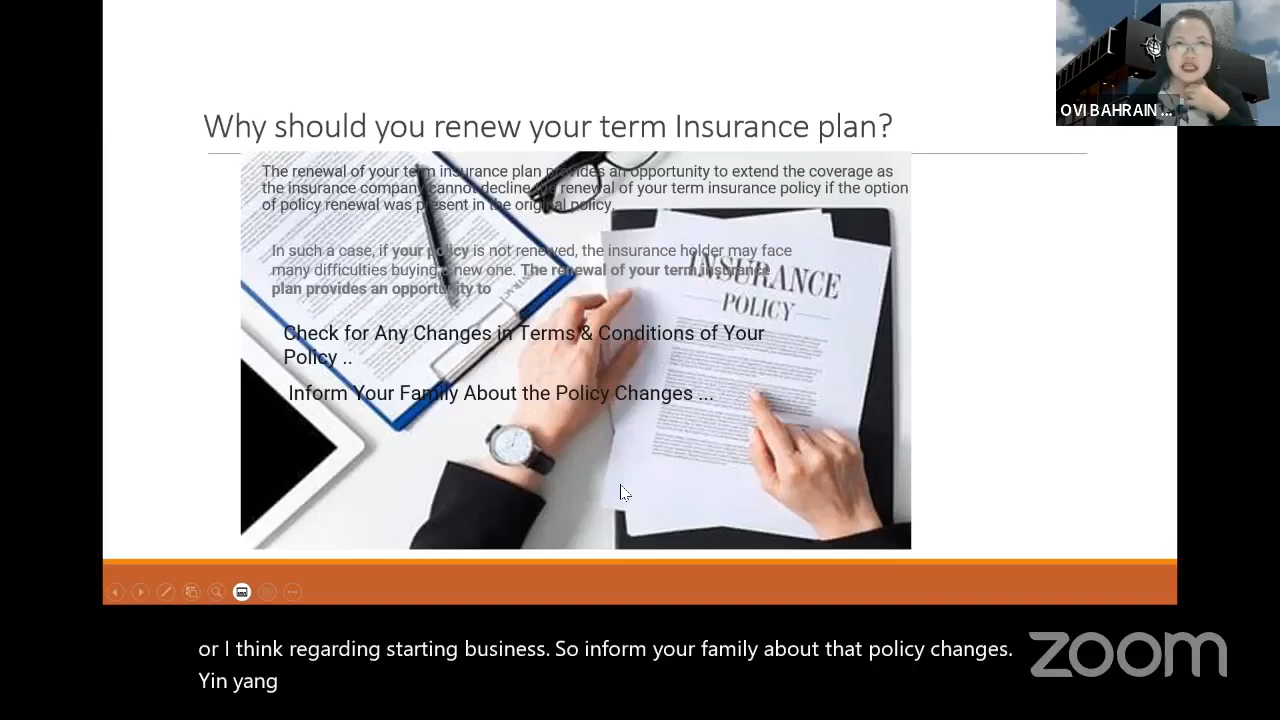 OVI BAHRAIN ...
Why should you renew your term Insurance plan?
The renewal of your term insurance plan provides an opportunity to extend the coverage as
the insurance company cannot decline the renewal of your term insurance policy if the option
of policy renewal was present in the original policy.
In such a case, if your policy is not renewed, the insurance holder may face
many difficulties buying a new one. The renewal of your term insurance
plan provides an opportunity to
INSURANCE
POLICY
Check for Any Changes in Terms & Conditions of Your
Policy ..
Inform Your Family About the Policy Changes ...
or I think regarding starting business. So inform your family about that policy changes.
Yin yang
zoom